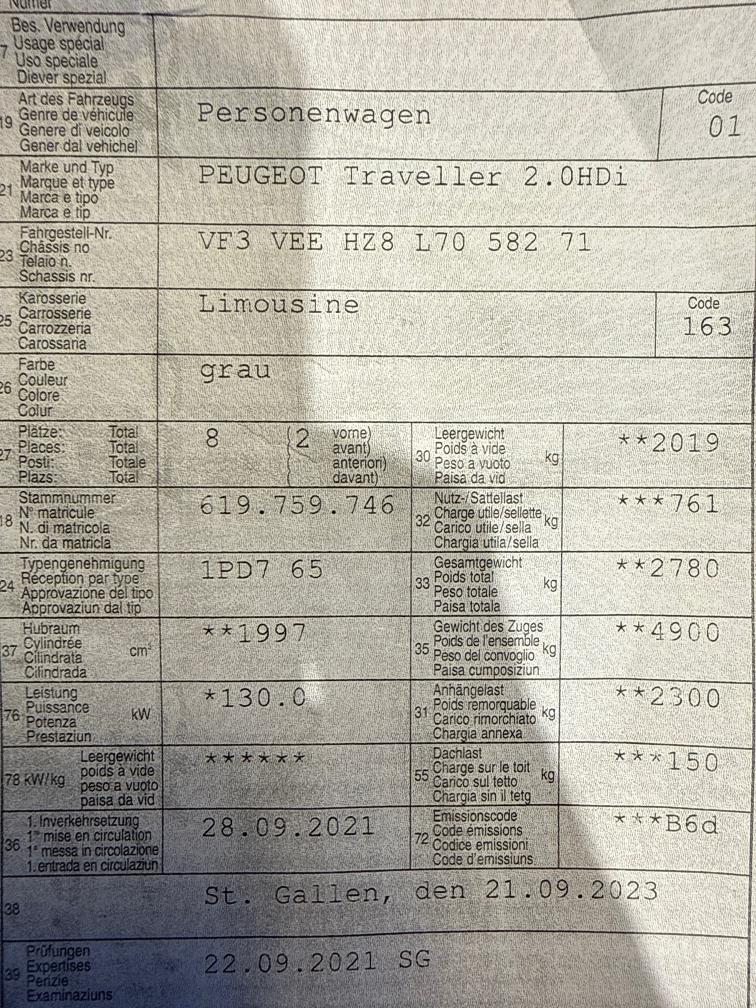 Numer
Bes. Verwendung
7 Usage spécial
Uso speciale
Diever spezial
Art des Fahrzeugs
19 Genre de véhicule
Genere di veicolo
Gener dal vehichel
Personenwagen
Code
01
Marke und Typ
21 Marque et type
Marca e tipo
Marca e tip
PEUGEOT Traveller 2.0HDi
Fahrgestell-Nr.
23 Châssis no
Telaio n.
Schassis nr.
VF3 VEE HZ8 L70 582 71
Karosserie
25 Carrosserie
Carrozzeria
Carossaria
Limousine
Code
163
Farbe
26 Couleur
Colore
Colur
grau
Plätze: Total
27 Places: Total
Posti: Totale
Plazs: Total
8 (2 vorne)
avant)
anteriori)
davant)
Leergewicht
30 Poids à vide kg
Peso a vuoto
Paisa da vid
**2019
Stammnummer
18 N° matricule
N. di matricola
Nr. da matricla
619.759.746
Nutz-/Sattellast
32 Charge utile/sellette kg
Carico utile/sella
Chargia utila/sella
***761
Typengenehmigung
24 Réception par type
Approvazione del tipo
Approvaziun dal tip
1PD7 65
Gesamtgewicht
33 Poids total kg
Peso totale
Paisa totala
**2780
Hubraum
37 Cylindrée cm³
Cilindrata
Cilindrada
**1997
Gewicht des Zuges
35 Poids de l'ensemble kg
Peso del convoglio
Paisa cumposiziun
**4900
Leistung
76 Puissance kW
Potenza
Prestaziun
*130.0
Anhängelast
31 Poids remorquable kg
Carico rimorchiato
Chargia annexa
**2300
Leergewicht
78 kW/kg poids à vide
peso a vuoto
paisa da vid
******
Dachlast
55 Charge sur le toit kg
Carico sul tetto
Chargia sin il tetg
***150
1. Inverkehrsetzung
36 1re mise en circulation
1a messa in circolazione
1. entrada en circulaziun
28.09.2021
Emissionscode
72 Code émissions
Codice emissioni
Code d'emissiuns
***B6d
38 St. Gallen, den 21.09.2023
Prüfungen
39 Expertises
Perizie
Examinaziuns
22.09.2021 SG